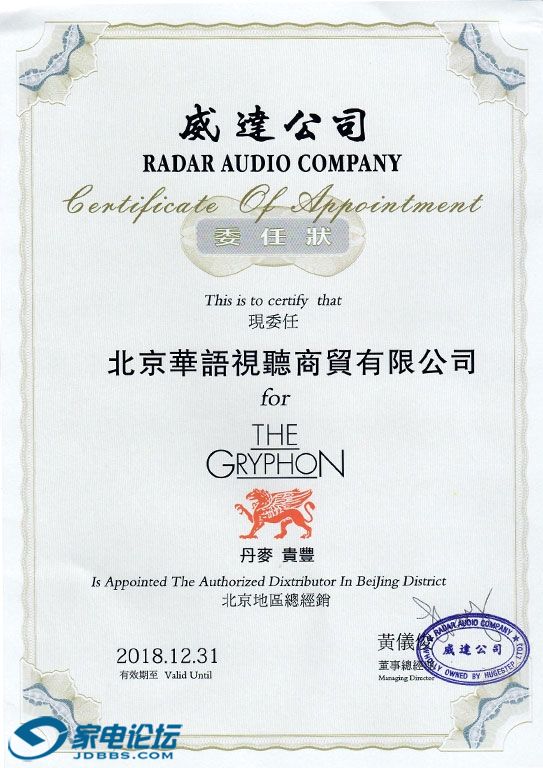 威達公司
RADAR AUDIO COMPANY
Certificate Of Appointment
委任狀
This is to certify that
現委任
北京華語視聽商貿有限公司
for
THE
GRYPHON
丹麥 貴豐
Is Appointed The Authorized Dixtributor In BeiJing District
北京地區總經銷
2018.12.31
有效期至 Valid Until
黃儀俊
董事總經理
Managing Director
RADAR AUDIO COMPANY
威達公司
WHOLLY OWNED BY HUGESTEP LTD.
家电论坛
JDBBS.COM